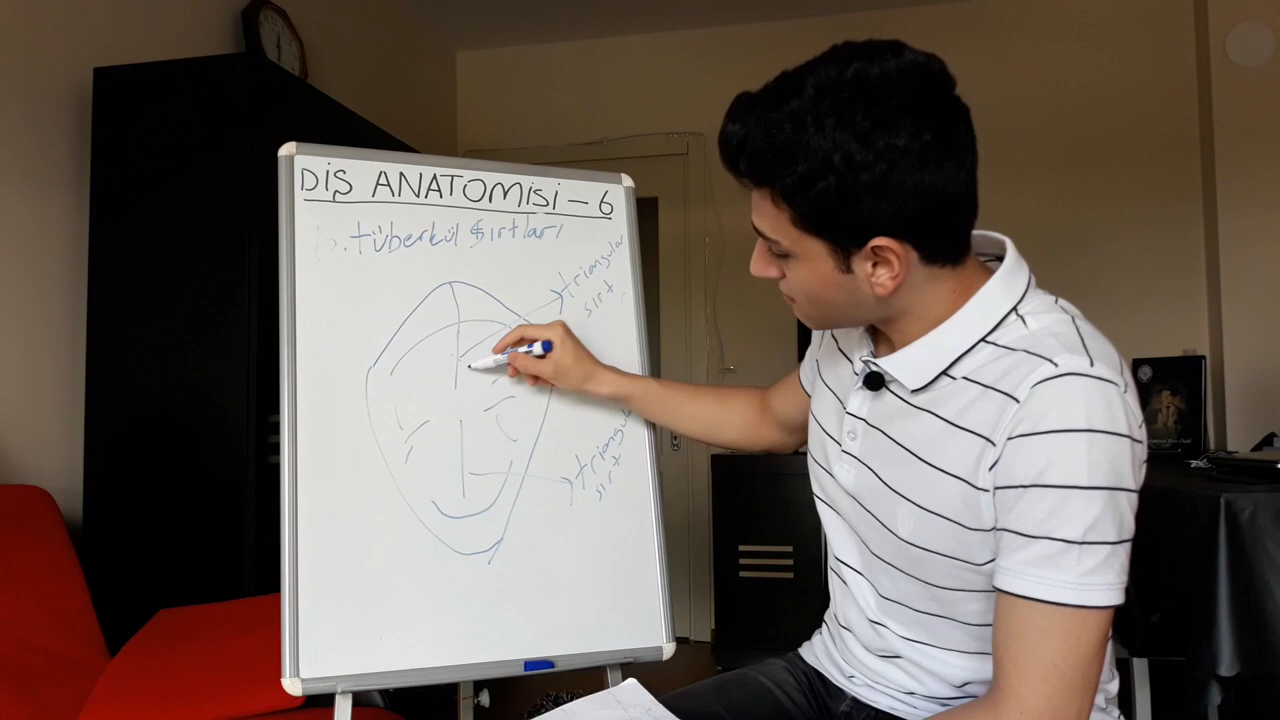 DİŞ ANATOMİSİ - 6
b. tüberkül sırtları
triangular
sırt
triangular
sırt